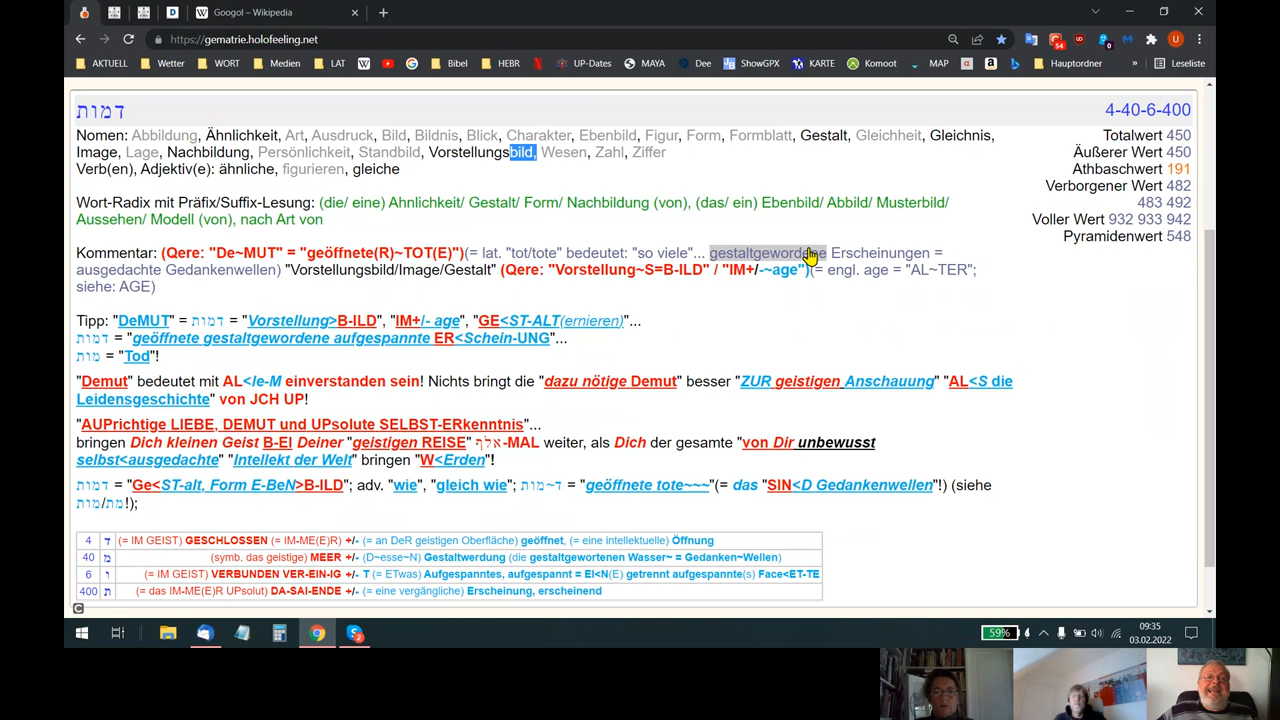 Googol – Wikipedia
https://gematrie.holofeeling.net
54
0
U
AKTUELL Wetter WORT Medien LAT Bibel HEBR UP-Dates MAYA Dee ShowGPX KARTE Komoot MAP Hauptordner » Leseliste
דמות 4-40-6-400
Nomen: Abbildung, Ähnlichkeit, Art, Ausdruck, Bild, Bildnis, Blick, Charakter, Ebenbild, Figur, Form, Formblatt, Gestalt, Gleichheit, Gleichnis, Totalwert 450
Image, Lage, Nachbildung, Persönlichkeit, Standbild, Vorstellungsbild, Wesen, Zahl, Ziffer Äußerer Wert 450
Verb(en), Adjektiv(e): ähnliche, figurieren, gleiche Athbaschwert 191
Verborgener Wert 482
Wort-Radix mit Präfix/Suffix-Lesung: (die/ eine) Ahnlichkeit/ Gestalt/ Form/ Nachbildung (von), (das/ ein) Ebenbild/ Abbild/ Musterbild/ 483 492
Aussehen/ Modell (von), nach Art von Voller Wert 932 933 942
Pyramidenwert 548
Kommentar: (Qere: "De~MUT" = "geöffnete(R)~TOT(E)")(= lat. "tot/tote" bedeutet: "so viele"... gestaltgewordene Erscheinungen =
ausgedachte Gedankenwellen) "Vorstellungsbild/Image/Gestalt" (Qere: "Vorstellung~S=B-ILD" / "IM+/-~age")(= engl. age = "AL~TER";
siehe: AGE)
Tipp: "DeMUT" = דמות = "Vorstellung>B-ILD", "IM+/- age", "GE<ST-ALT(ernieren)"...
דמות = "geöffnete gestaltgewordene aufgespannte ER<Schein-UNG"...
מות = "Tod"!
"Demut" bedeutet mit AL<le-M einverstanden sein! Nichts bringt die "dazu nötige Demut" besser "ZUR geistigen Anschauung" "AL<S die
Leidensgeschichte" von JCH UP!
"AUPrichtige LIEBE, DEMUT und UPsolute SELBST-ERkenntnis"...
bringen Dich kleinen Geist B-EI Deiner "geistigen REISE" אלף-MAL weiter, als Dich der gesamte "von Dir unbewusst
selbst<ausgedachte" "Intellekt der Welt" bringen "W<Erden"!
דמות = "Ge<ST-alt, Form E-BeN>B-ILD"; adv. "wie", "gleich wie"; ד~מות = "geöffnete tote~~~"(= das "SIN<D Gedankenwellen"!) (siehe
מות/מת!);
4 ד (= IM GEIST) GESCHLOSSEN (= IM-ME(E)R) +/- (= an DeR geistigen Oberfläche) geöffnet, (= eine intellektuelle) Öffnung
40 מ (symb. das geistige) MEER +/- (D~esse~N) Gestaltwerdung (die gestaltgewortenen Wasser~ = Gedanken~Wellen)
6 ו (= IM GEIST) VERBUNDEN VER-EIN-IG +/- T (= ETwas) Aufgespanntes, aufgespannt = EI<N(E) getrennt aufgespannte(s) Face<ET-TE
400 ת (= das IM-ME(E)R UPsolut) DA-SAI-ENDE +/- (= eine vergängliche) Erscheinung, erscheinend
C
59%
09:35
03.02.2022